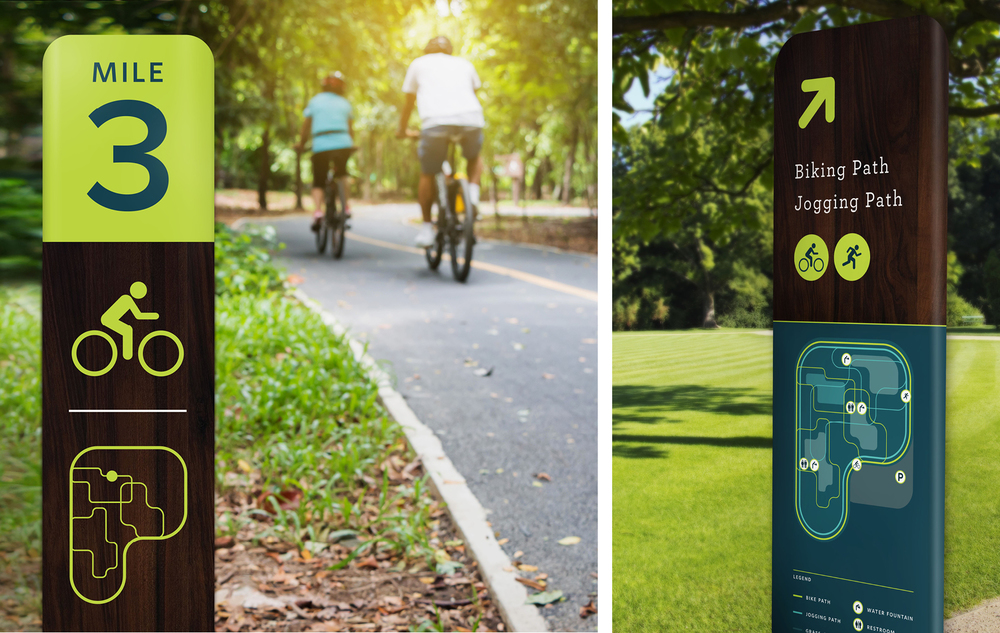 MILE
3
Biking Path
Jogging Path
P
LEGEND
BIKE PATH
JOGGING PATH
WATER FOUNTAIN
RESTROOM